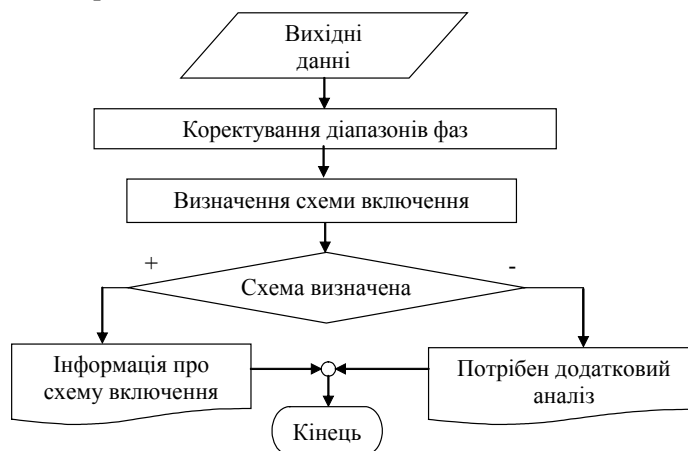 Вихідні
данні
Коректування діапазонів фаз
Визначення схеми включення
+
-
Схема визначена
Інформація про
схему включення
Потрібен додатковий
аналіз
Кінець